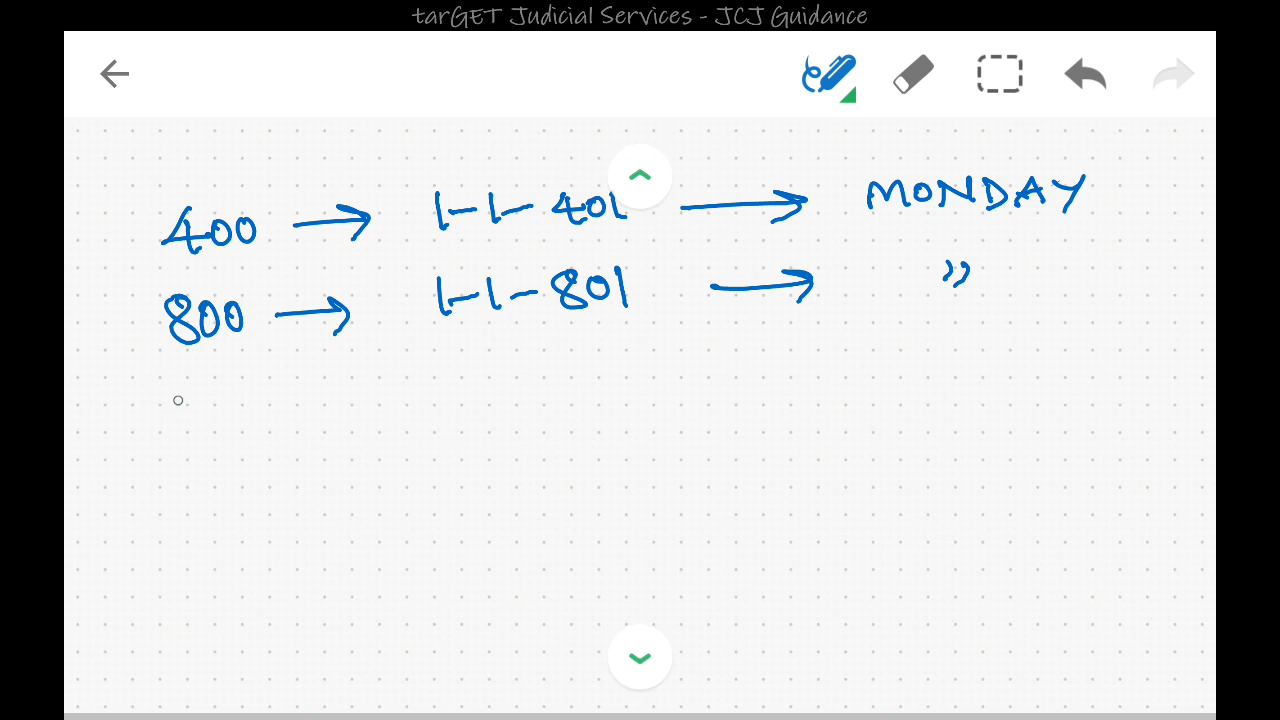 tarGET Judicial Services - JCJ Guidance
400 → 1-1-401 → MONDAY
800 → 1-1-801 → "